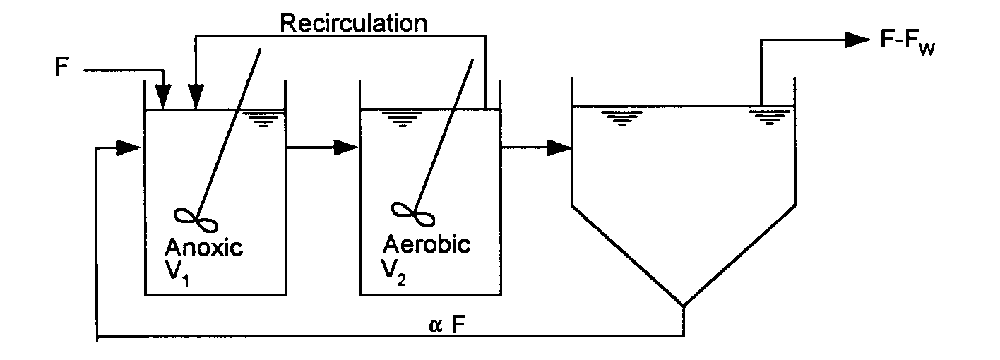 Recirculation
F
F-F_W
Anoxic
V_1
Aerobic
V_2
α F